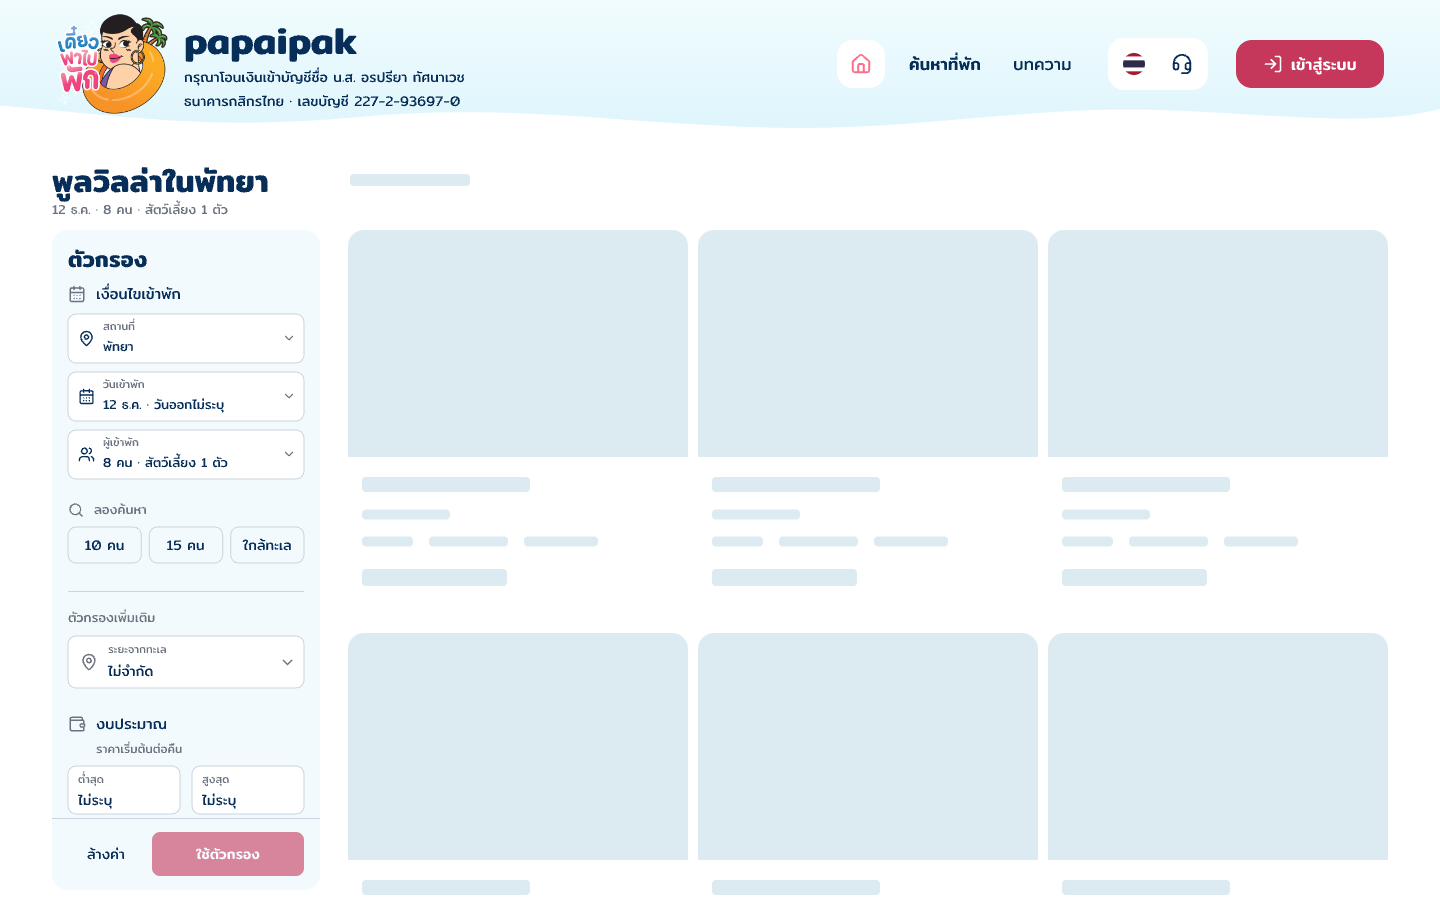 เดี๋ยว
พาไป
พัก
papaipak
กรุณาโอนเงินเข้าบัญชีชื่อ น.ส. อรปรียา ทัศนาเวช
ธนาคารกสิกรไทย · เลขบัญชี 227-2-93697-0
ค้นหาที่พัก
บทความ
เข้าสู่ระบบ
พูลวิลล่าในพัทยา
12 ธ.ค. · 8 คน · สัตว์เลี้ยง 1 ตัว
ตัวกรอง
เงื่อนไขเข้าพัก
สถานที่
พัทยา
วันเข้าพัก
12 ธ.ค. · วันออกไม่ระบุ
ผู้เข้าพัก
8 คน · สัตว์เลี้ยง 1 ตัว
ลองค้นหา
10 คน
15 คน
ใกล้ทะเล
ตัวกรองเพิ่มเติม
ระยะจากทะเล
ไม่จำกัด
งบประมาณ
ราคาเริ่มต้นต่อคืน
ต่ำสุด
ไม่ระบุ
สูงสุด
ไม่ระบุ
ล้างค่า
ใช้ตัวกรอง